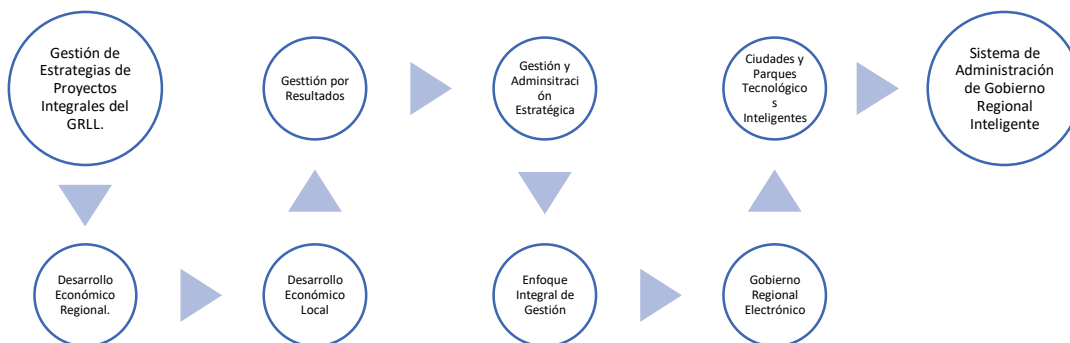 Gestión de
Estrategias de
Proyectos
Integrales del
GRLL.
Desarrollo
Económico
Regional.
Desarrollo
Económico
Local
Gesttión por
Resultados
Gestión y
Adminsitraci
ón
Estratégica
Enfoque
Integral de
Gestión
Gobierno
Regional
Electrónico
Ciudades y
Parques
Tecnológico
s
Inteligentes
Sistema de
Administración
de Gobierno
Regional
Inteligente